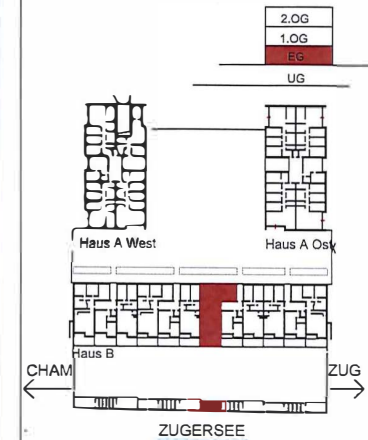 2.OG
1.OG
EG
UG
Haus A West
Haus A Ost
Haus B
CHAM
ZUG
ZUGERSEE